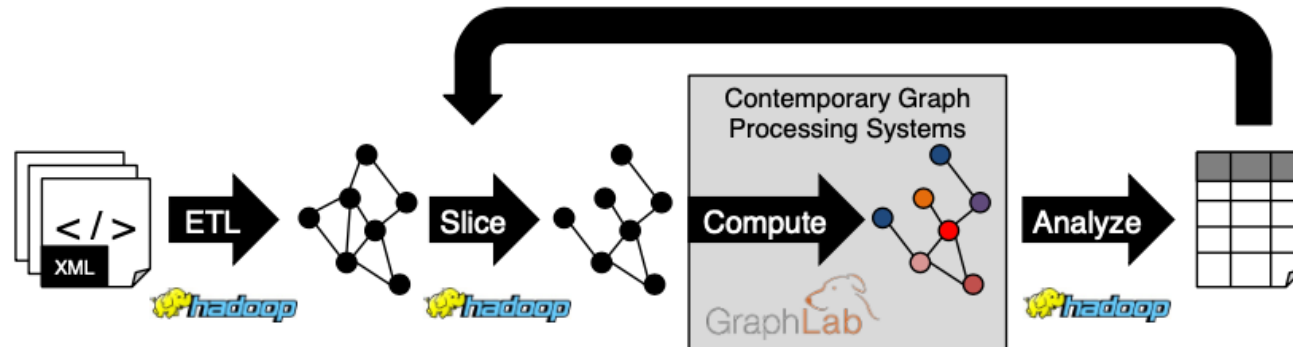 Contemporary Graph
Processing Systems
< / >
XML
ETL
Slice
Compute
Analyze
hadoop
hadoop
GraphLab
hadoop